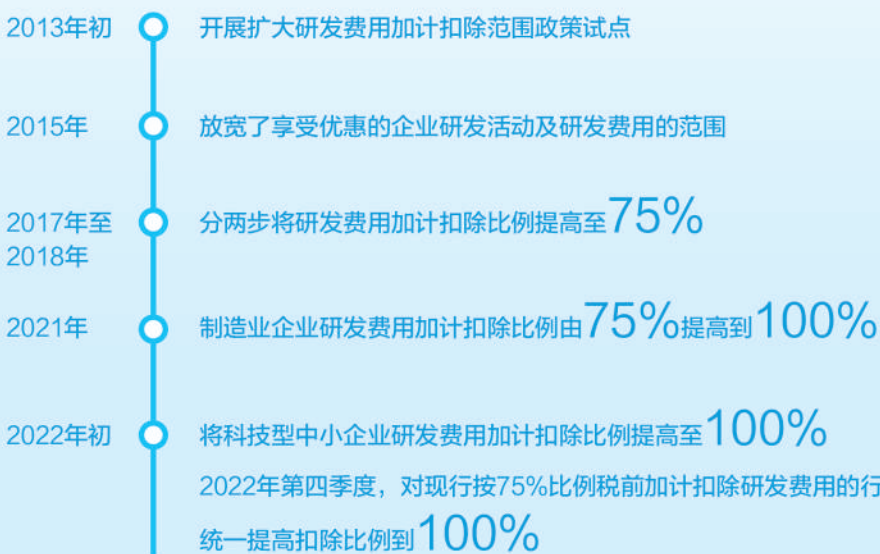 2013年初 开展扩大研发费用加计扣除范围政策试点
2015年 放宽了享受优惠的企业研发活动及研发费用的范围
2017年至 分两步将研发费用加计扣除比例提高至75%
2018年
2021年 制造业企业研发费用加计扣除比例由75%提高到100%
2022年初 将科技型中小企业研发费用加计扣除比例提高至100%
2022年第四季度，对现行按75%比例税前加计扣除研发费用的行
统一提高扣除比例到100%